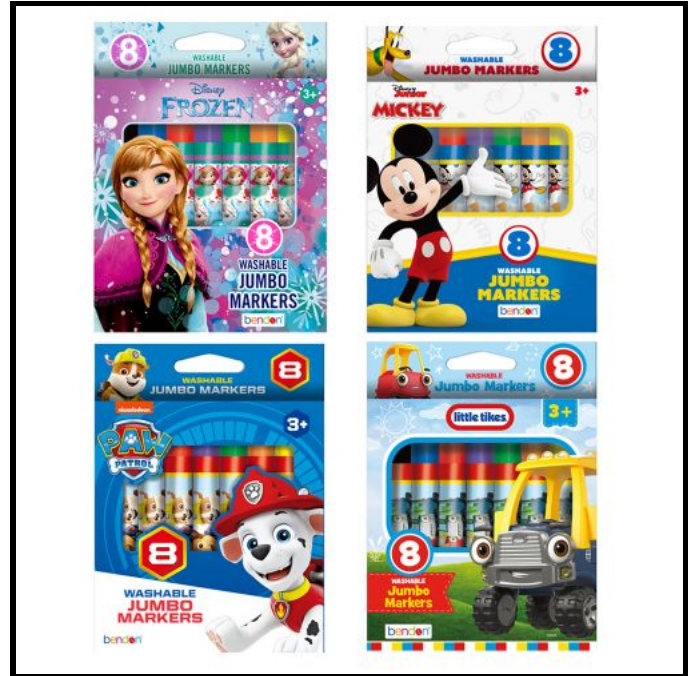 8
WASHABLE
JUMBO MARKERS
Disney
FROZEN
3+
8
WASHABLE
JUMBO
MARKERS
bendon
WASHABLE
JUMBO MARKERS
8
Disney
Junior
MICKEY
3+
8
WASHABLE
JUMBO
MARKERS
bendon
WASHABLE
JUMBO MARKERS
8
nickelodeon
PAW
PATROL
3+
8
WASHABLE
JUMBO
MARKERS
bendon
WASHABLE
Jumbo Markers
8
little tikes
3+
8
WASHABLE
Jumbo
Markers
bendon